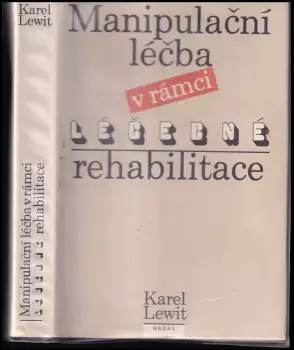 Karel
Lewit
Manipulační léčba v rámci
LÉČEBNÉ rehabilitace
Manipulační
léčba
v rámci
LÉČEBNÉ
rehabilitace
Karel
Lewit
NADAS